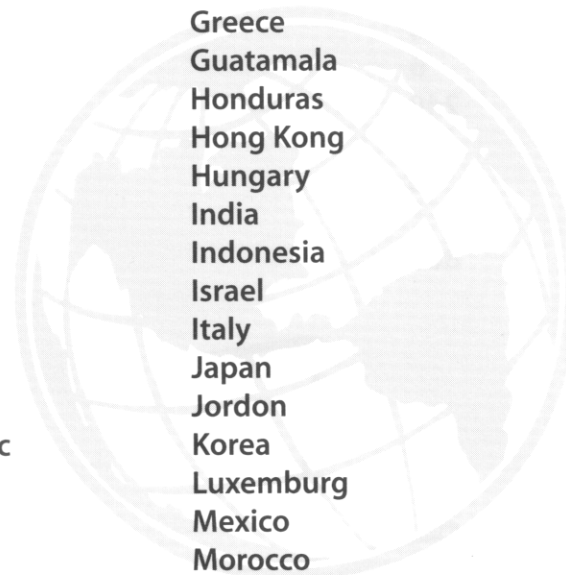 Greece
Guatamala
Honduras
Hong Kong
Hungary
India
Indonesia
Israel
Italy
Japan
Jordon
c Korea
Luxemburg
Mexico
Morocco